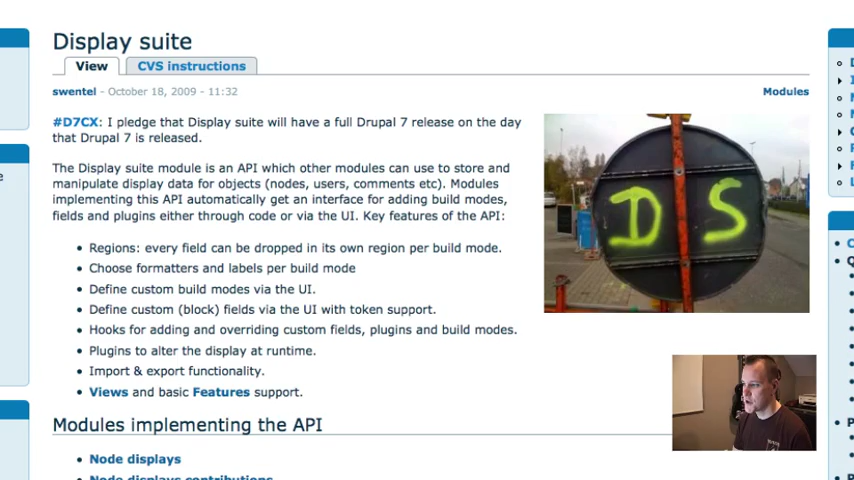 Display suite
View
CVS instructions
swentel - October 18, 2009 - 11:32
Modules
#D7CX: I pledge that Display suite will have a full Drupal 7 release on the day
that Drupal 7 is released.
The Display suite module is an API which other modules can use to store and
manipulate display data for objects (nodes, users, comments etc). Modules
implementing this API automatically get an interface for adding build modes,
fields and plugins either through code or via the UI. Key features of the API:
DS
Regions: every field can be dropped in its own region per build mode.
Choose formatters and labels per build mode
Define custom build modes via the UI.
Define custom (block) fields via the UI with token support.
Hooks for adding and overriding custom fields, plugins and build modes.
Plugins to alter the display at runtime.
Import & export functionality.
Views and basic Features support.
Modules implementing the API
Node displays
Node displays contributions